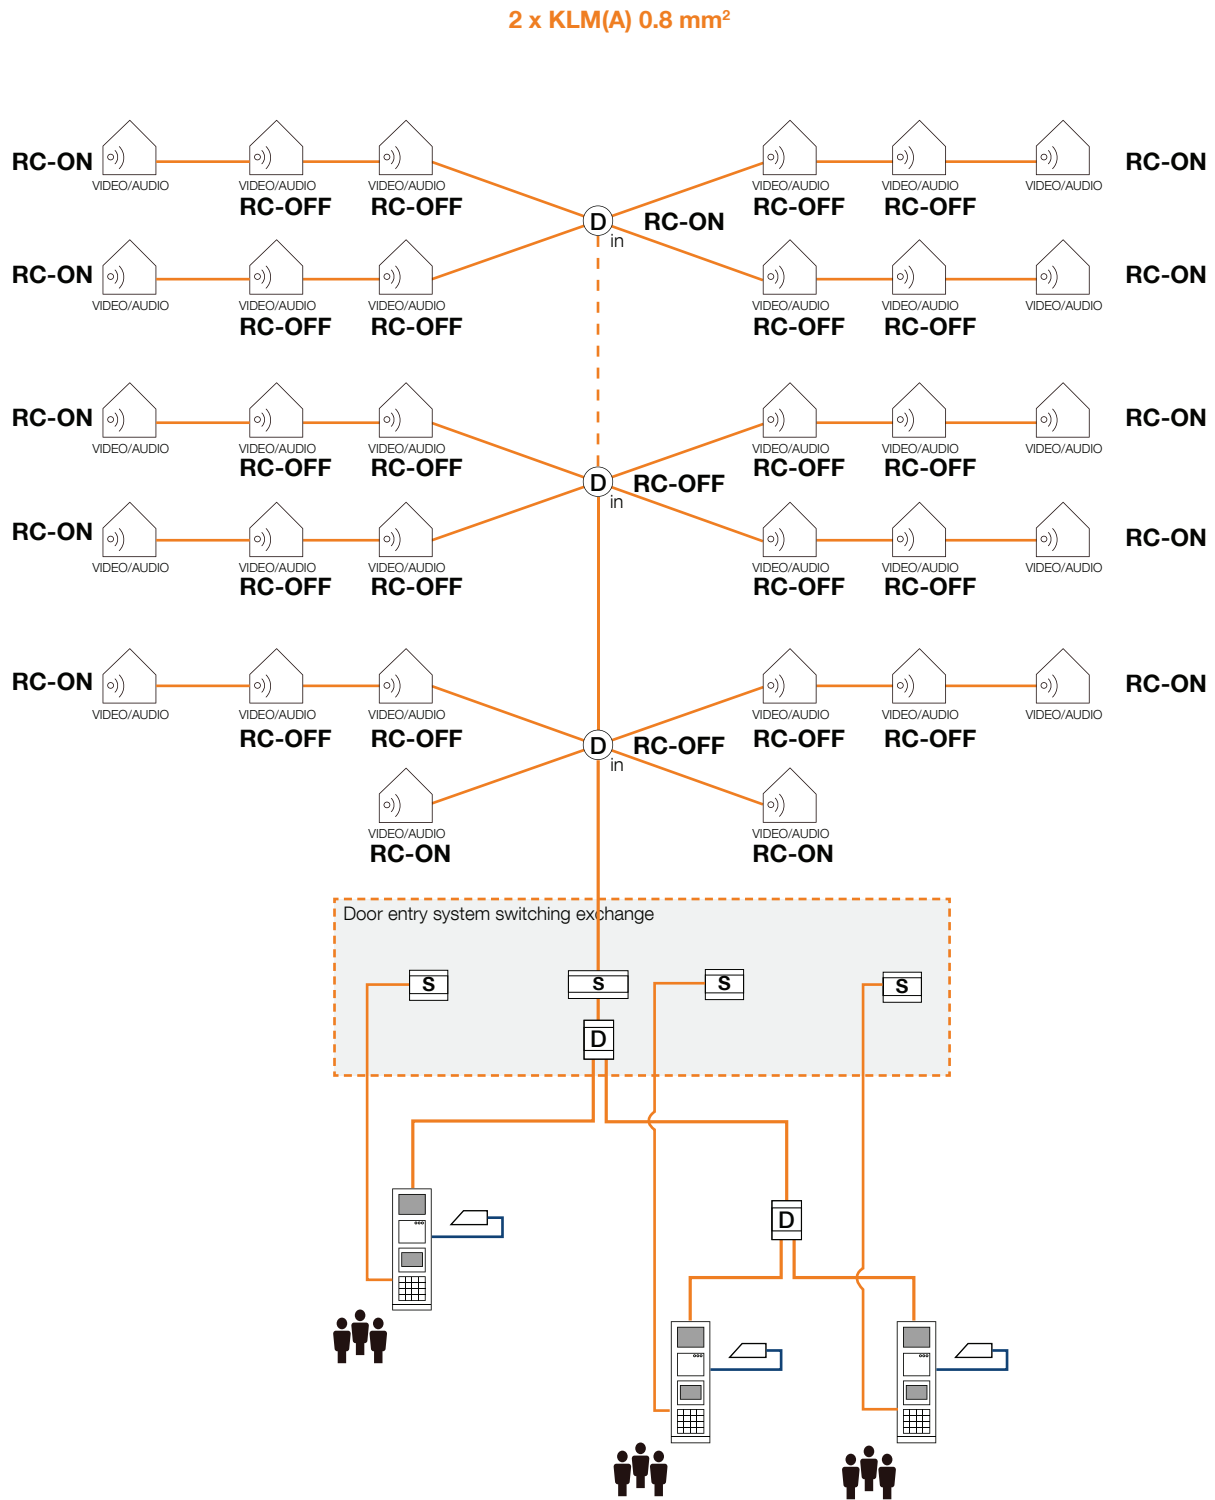 2 x KLM(A) 0.8 mm²
RC-ON RC-ON
VIDEO/AUDIO VIDEO/AUDIO VIDEO/AUDIO VIDEO/AUDIO VIDEO/AUDIO VIDEO/AUDIO
RC-OFF RC-OFF RC-OFF RC-OFF
D RC-ON
in
RC-ON RC-ON
VIDEO/AUDIO VIDEO/AUDIO VIDEO/AUDIO VIDEO/AUDIO VIDEO/AUDIO VIDEO/AUDIO
RC-OFF RC-OFF RC-OFF RC-OFF
RC-ON RC-ON
VIDEO/AUDIO VIDEO/AUDIO VIDEO/AUDIO VIDEO/AUDIO VIDEO/AUDIO VIDEO/AUDIO
RC-OFF RC-OFF RC-OFF RC-OFF
D RC-OFF
in
RC-ON RC-ON
VIDEO/AUDIO VIDEO/AUDIO VIDEO/AUDIO VIDEO/AUDIO VIDEO/AUDIO VIDEO/AUDIO
RC-OFF RC-OFF RC-OFF RC-OFF
RC-ON RC-ON
VIDEO/AUDIO VIDEO/AUDIO VIDEO/AUDIO VIDEO/AUDIO VIDEO/AUDIO VIDEO/AUDIO
RC-OFF RC-OFF D RC-OFF RC-OFF RC-OFF
in
VIDEO/AUDIO VIDEO/AUDIO
RC-ON RC-ON
Door entry system switching exchange
S S S S
D
D